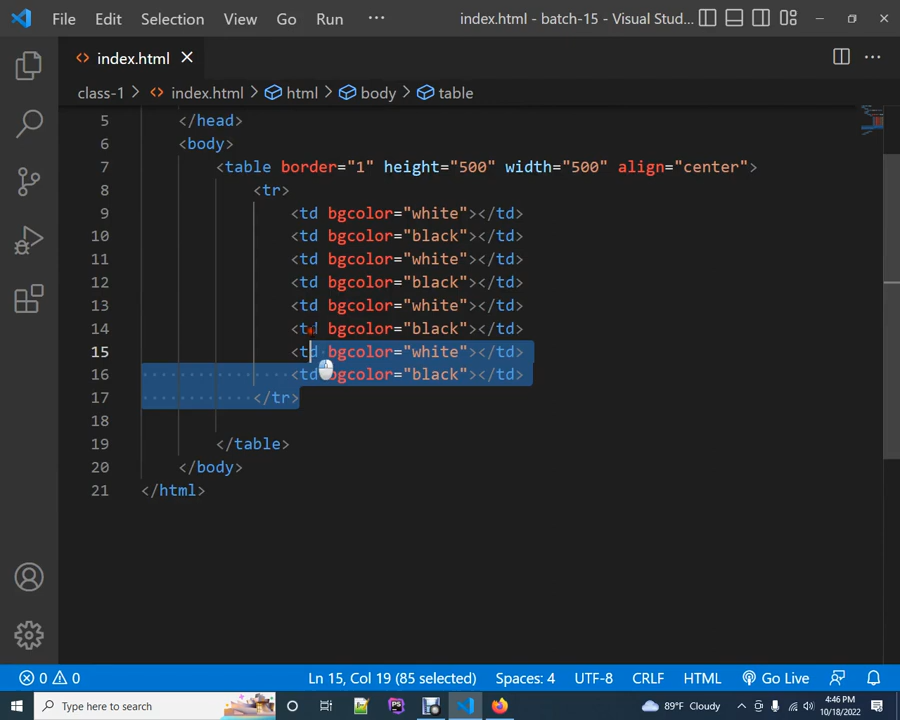 File Edit Selection View Go Run ··· index.html - batch-15 - Visual Stud...
index.html
class-1 > index.html > html > body > table
5 </head>
6 <body>
7 <table border="1" height="500" width="500" align="center">
8 <tr>
9 <td bgcolor="white"></td>
10 <td bgcolor="black"></td>
11 <td bgcolor="white"></td>
12 <td bgcolor="black"></td>
13 <td bgcolor="white"></td>
14 <td bgcolor="black"></td>
15 <td bgcolor="white"></td>
16 <td bgcolor="black"></td>
17 </tr>
18
19 </table>
20 </body>
21 </html>
0 0 Ln 15, Col 19 (85 selected) Spaces: 4 UTF-8 CRLF HTML Go Live
Type here to search PS 89°F Cloudy 4:46 PM
10/18/2022